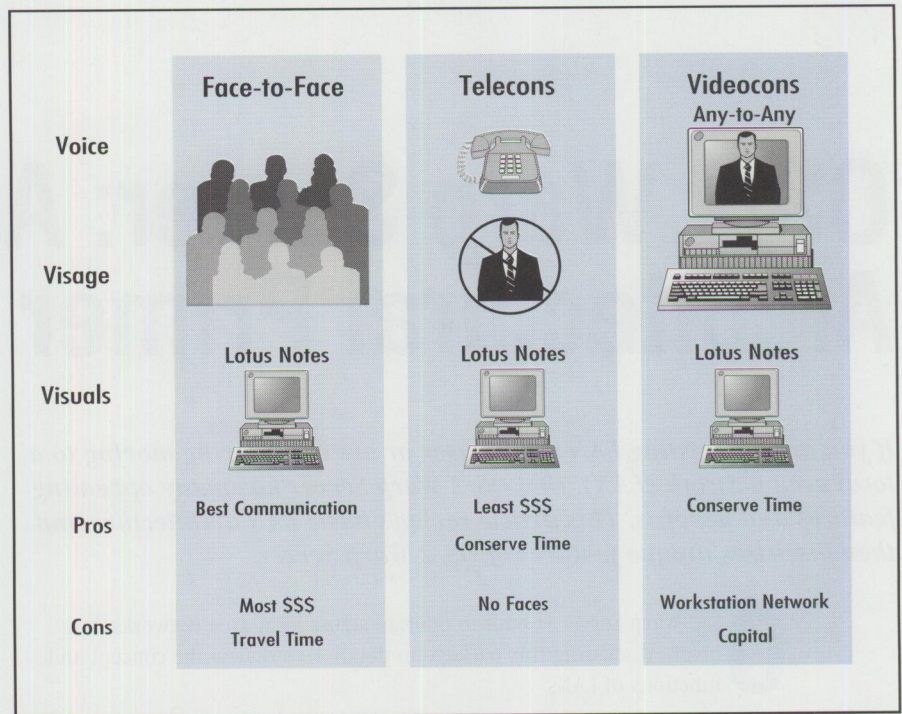 Face-to-Face Telecons Videocons
Any-to-Any
Voice
Visage
Lotus Notes Lotus Notes Lotus Notes
Visuals
Pros Best Communication Least $$$ Conserve Time
Conserve Time
Cons Most $$$ No Faces Workstation Network
Travel Time Capital